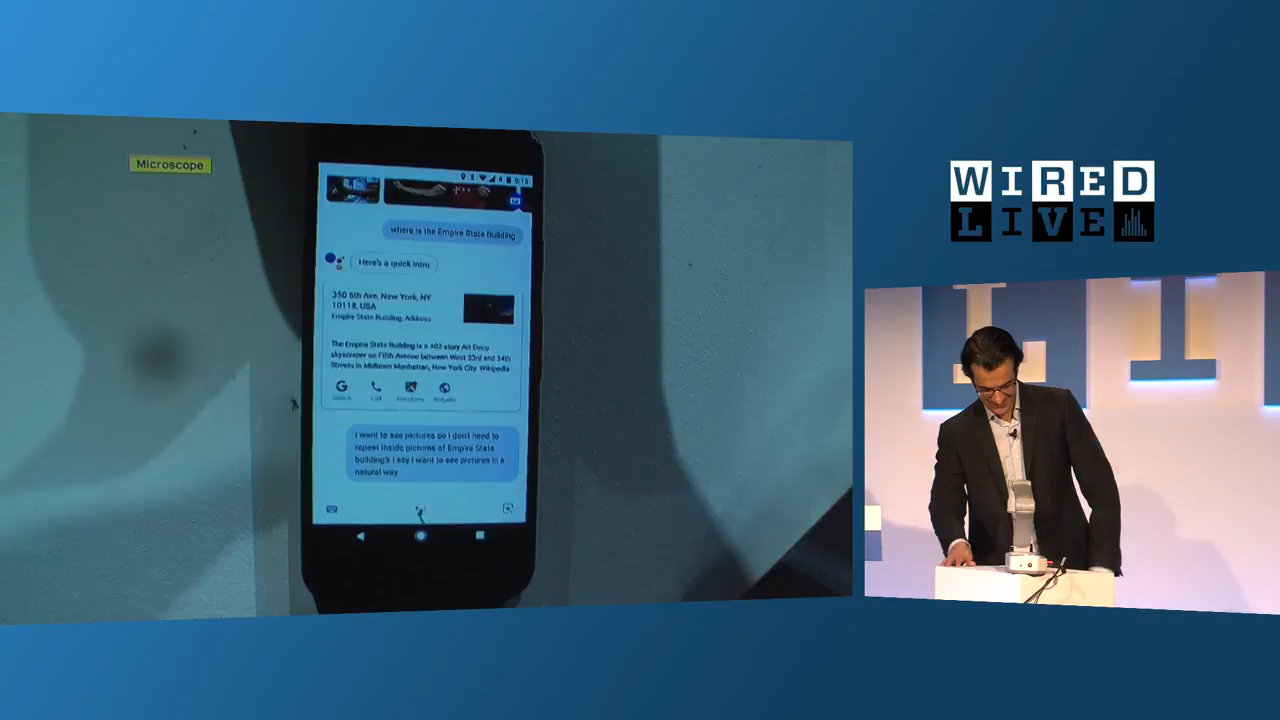 Microscope
WIRED
LIVE
where is the Empire State Building
Here's a quick intro
350 5th Ave, New York, NY
10118, USA
Empire State Building, Address
The Empire State Building is a 102-story Art Deco
skyscraper on Fifth Avenue between West 33rd and 34th
Streets in Midtown Manhattan, New York City. Wikipedia
Search Call Directions Website
I want to see pictures so I don't need to
repeat inside pictures of Empire State
building's I say I want to see pictures in a
natural way